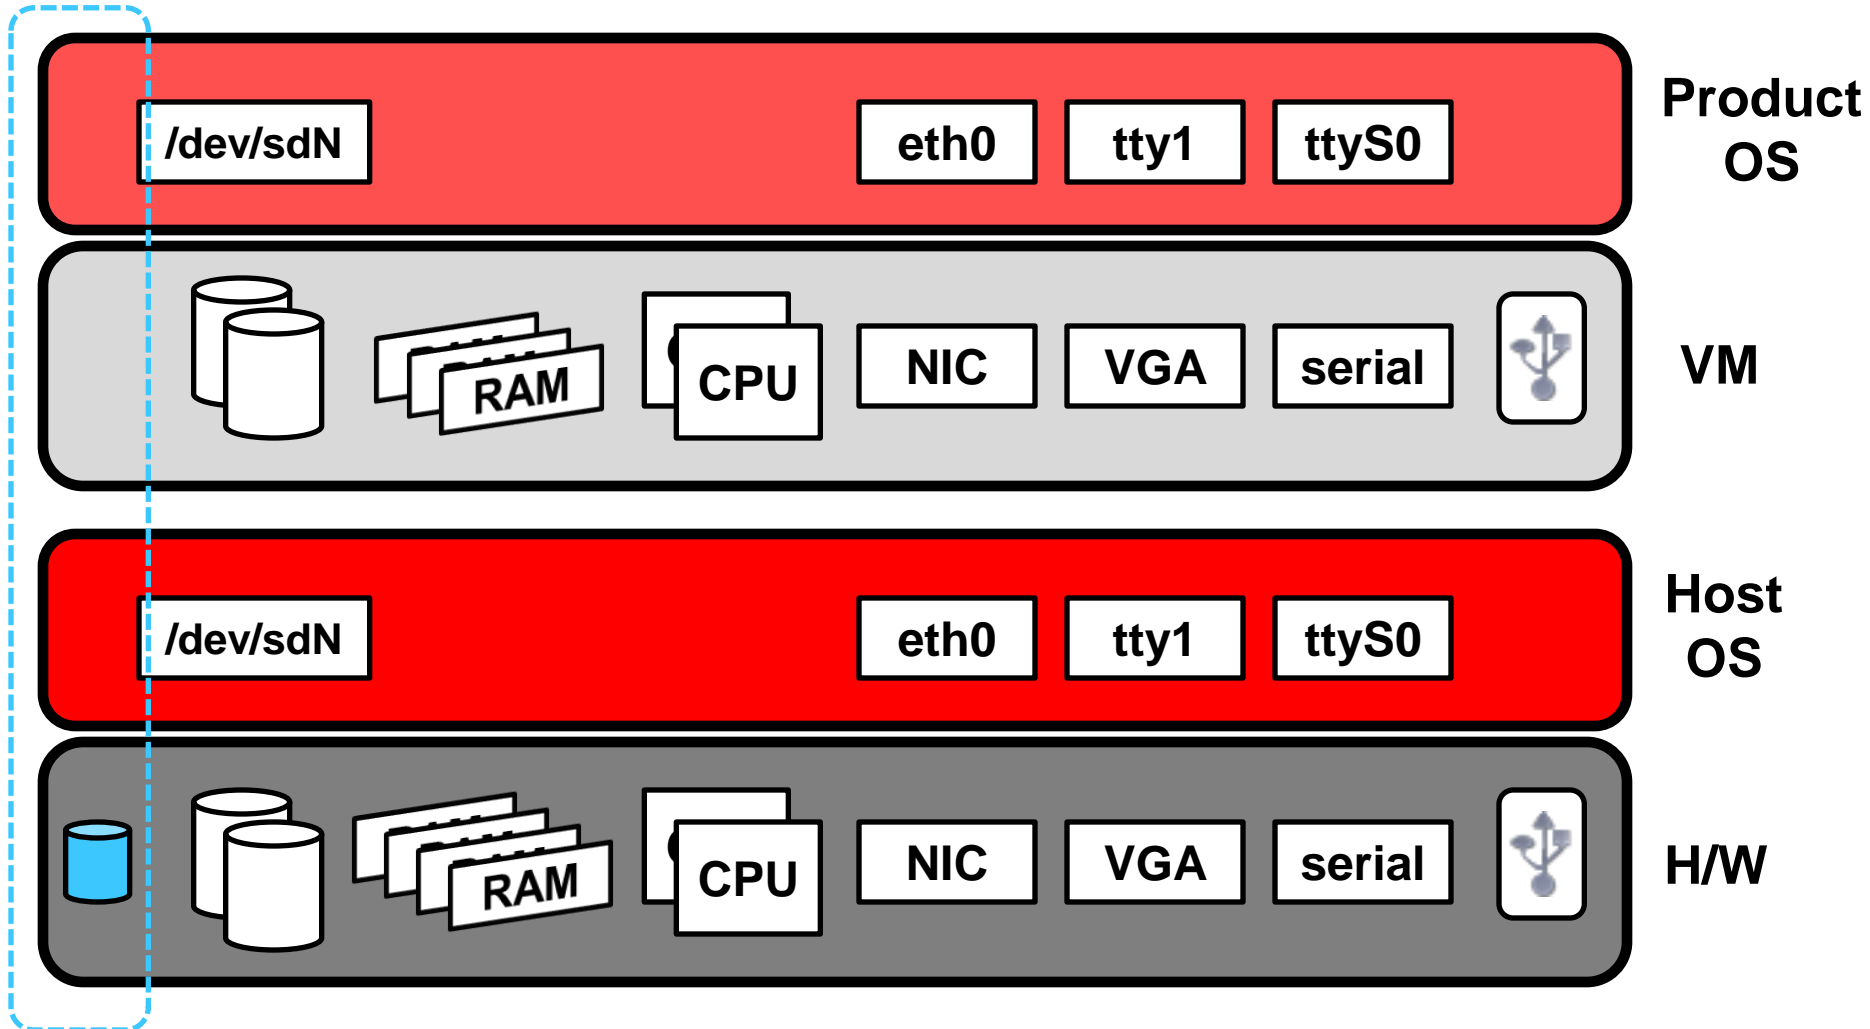 /dev/sdN
eth0
tty1
ttyS0
Product
OS
RAM
CPU
NIC
VGA
serial
VM
/dev/sdN
eth0
tty1
ttyS0
Host
OS
RAM
CPU
NIC
VGA
serial
H/W